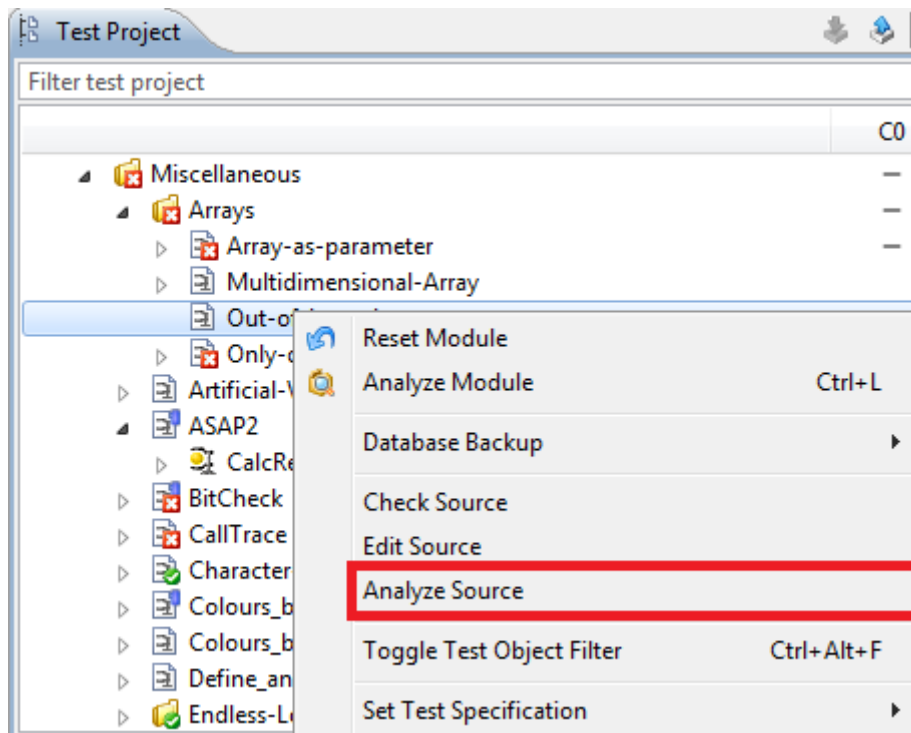 Test Project
Filter test project
C0
Miscellaneous
Arrays
Array-as-parameter
Multidimensional-Array
Reset Module
Analyze Module Ctrl+L
Database Backup
Check Source
Edit Source
Analyze Source
Toggle Test Object Filter Ctrl+Alt+F
Set Test Specification
ASAP2
BitCheck
CallTrace
Character